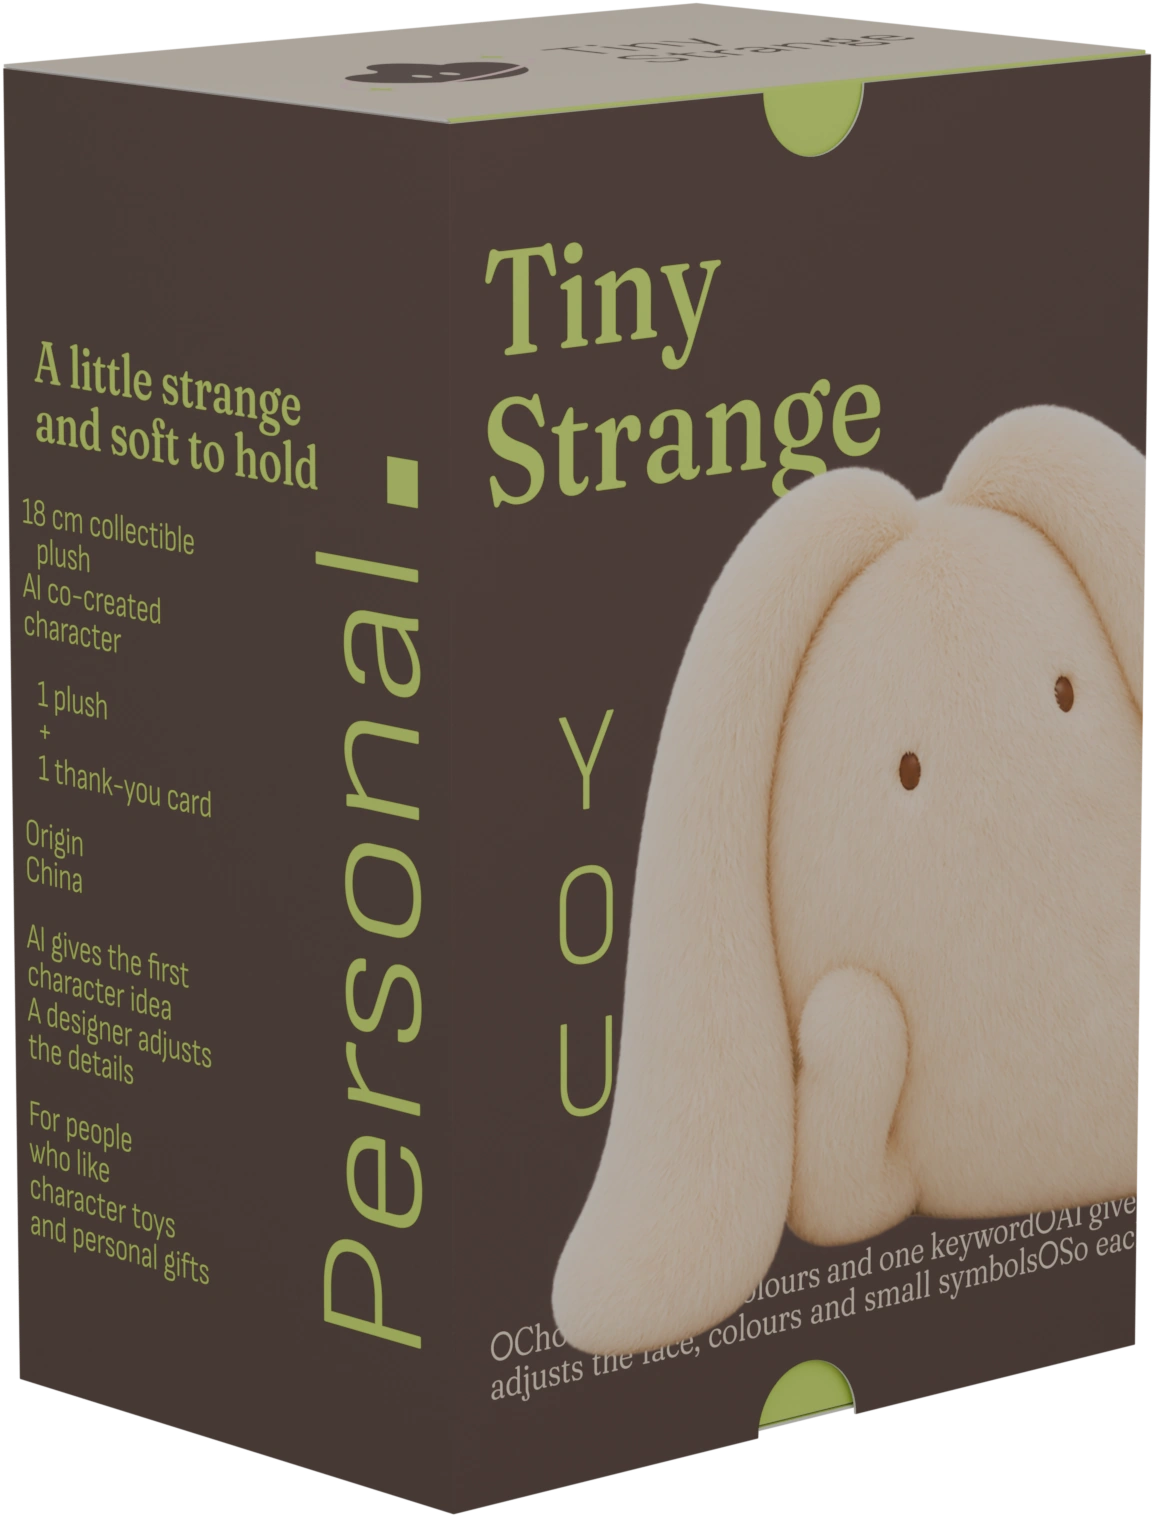 Tiny
Strange
Tiny
Strange
A little strange
and soft to hold
18 cm collectible
plush
AI co-created
character
1 plush
+
1 thank-you card
Origin
China
AI gives the first
character idea
A designer adjusts
the details
For people
who like
character toys
and personal gifts
Personal
YOU
colours and one keywordOAI give
adjusts the face, colours and small symbolsOSo eac